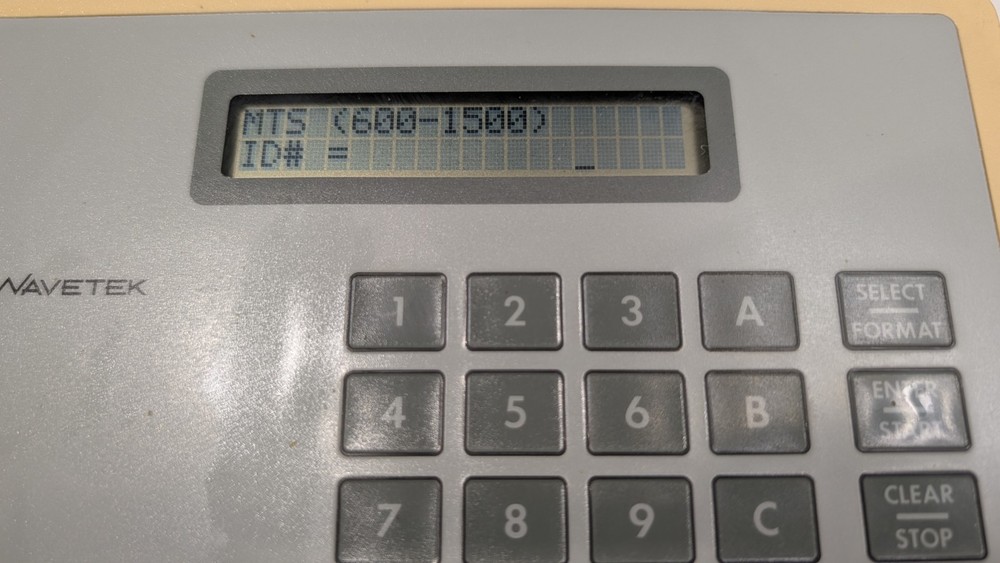 NTS (600-1500)
ID# =
WAVETEK
1 2 3 A SELECT
FORMAT
4 5 6 B ENTER
START
7 8 9 C CLEAR
STOP